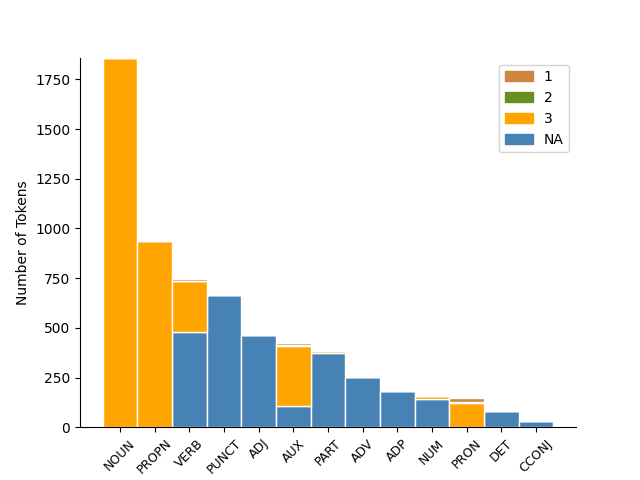 1
2
3
NA
1750
1500
1250
1000
750
500
250
0
Number of Tokens
NOUN
PROPN
VERB
PUNCT
ADJ
AUX
PART
ADV
ADP
NUM
PRON
DET
CCONJ